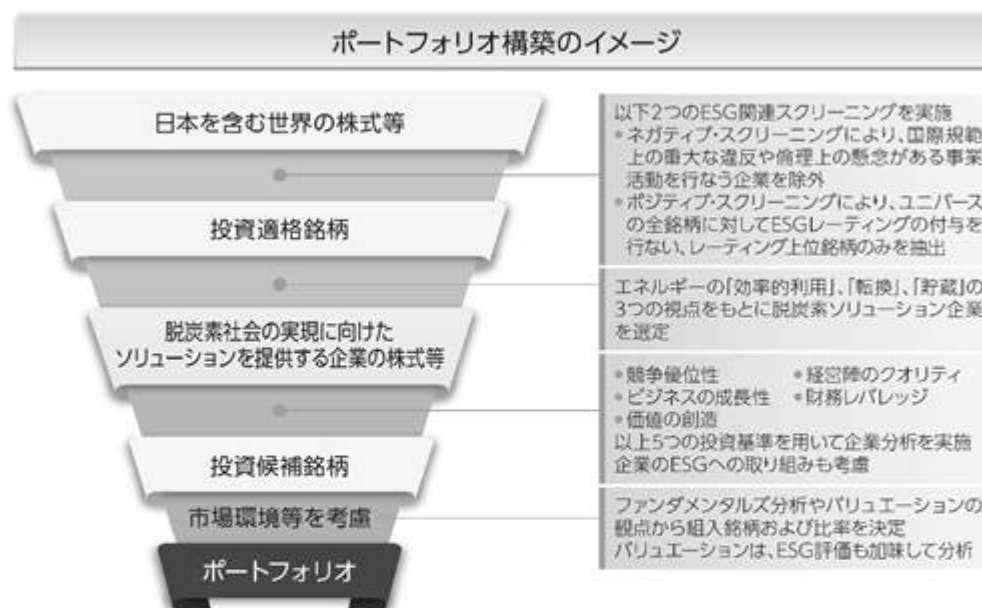 ポートフォリオ構築のイメージ
日本を含む世界の株式等
以下2つのESG関連スクリーニングを実施
●ネガティブ・スクリーニングにより、国際規範
上の重大な違反や倫理上の懸念がある事業
活動を行なう企業を除外
●ポジティブ・スクリーニングにより、ユニバース
の全銘柄に対してESGレーティングの付与を
行ない、レーティング上位銘柄のみを抽出
投資適格銘柄
エネルギーの「効率的利用」、「転換」、「貯蔵」の
3つの視点をもとに脱炭素ソリューション企業
を選定
脱炭素社会の実現に向けた
ソリューションを提供する企業の株式等
●競争優位性 ●経営陣のクオリティ
●ビジネスの成長性 ●財務レバレッジ
●価値の創造
以上5つの投資基準を用いて企業分析を実施
企業のESGへの取り組みも考慮
投資候補銘柄
市場環境等を考慮
ファンダメンタルズ分析やバリュエーションの
観点から組入銘柄および比率を決定
バリュエーションは、ESG評価も加味して分析
ポートフォリオ